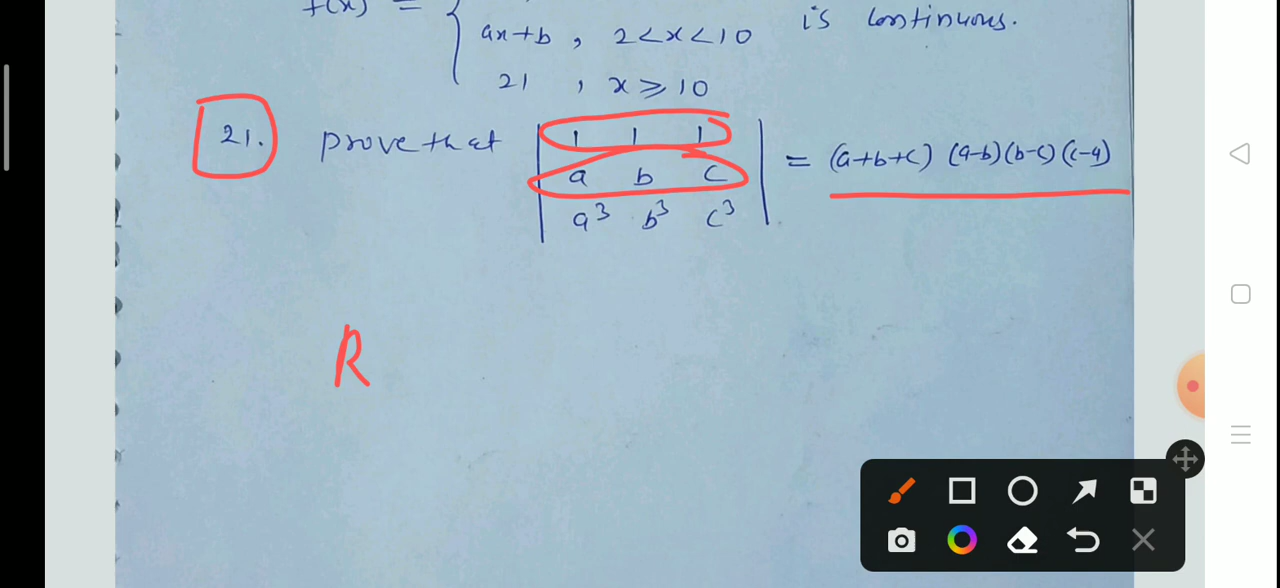 f(x) = {
ax+b , 2<x<10 is continuous.
21 , x ⩾ 10
21. prove that | 1 1 1 | = (a+b+c) (a-b)(b-c)(c-a)
| a b c |
| a³ b³ c³ |
R